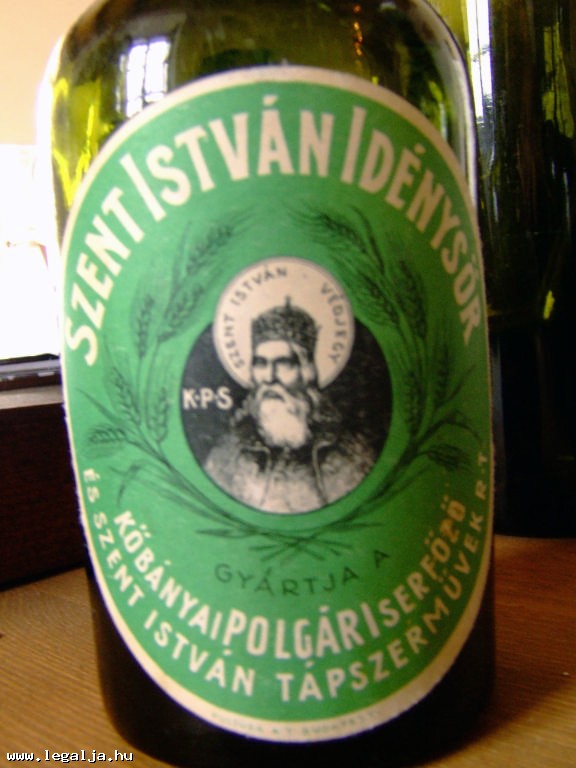 SZENT ISTVÁN IDÉNYSÖR
SZENT ISTVÁN VÉDJEGY
K·P·S
GYÁRTJA A
KŐBÁNYAI POLGÁRI SERFŐZŐ
ÉS SZENT ISTVÁN TÁPSZERMŰVEK R.T.
www.legalja.hu